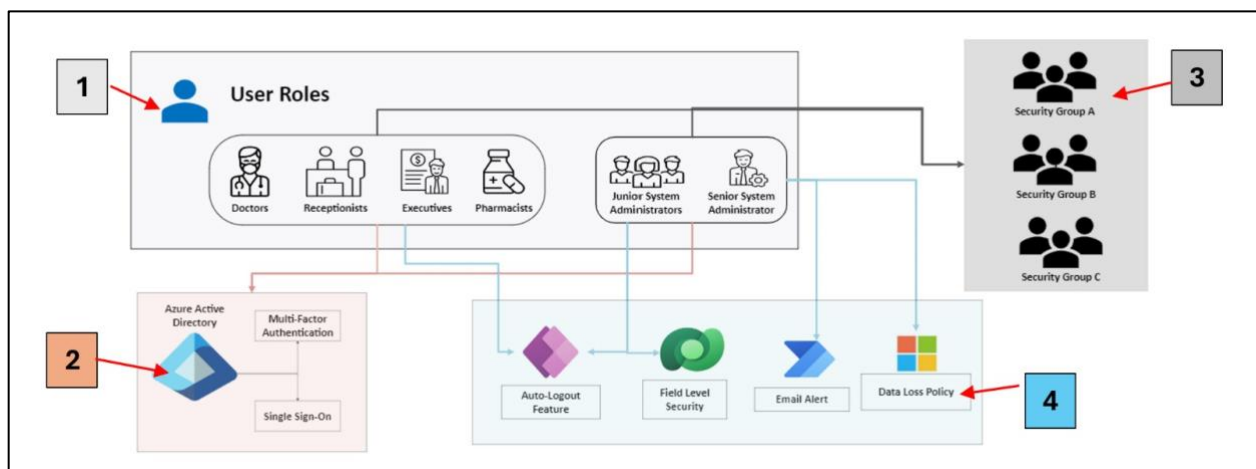 1
User Roles
Doctors
Receptionists
Executives
Pharmacists
Junior System
Administrators
Senior System
Administrator
3
Security Group A
Security Group B
Security Group C
2
Azure Active
Directory
Multi-Factor
Authentication
Single Sign-On
Auto-Logout
Feature
Field Level
Security
Email Alert
Data Loss Policy
4